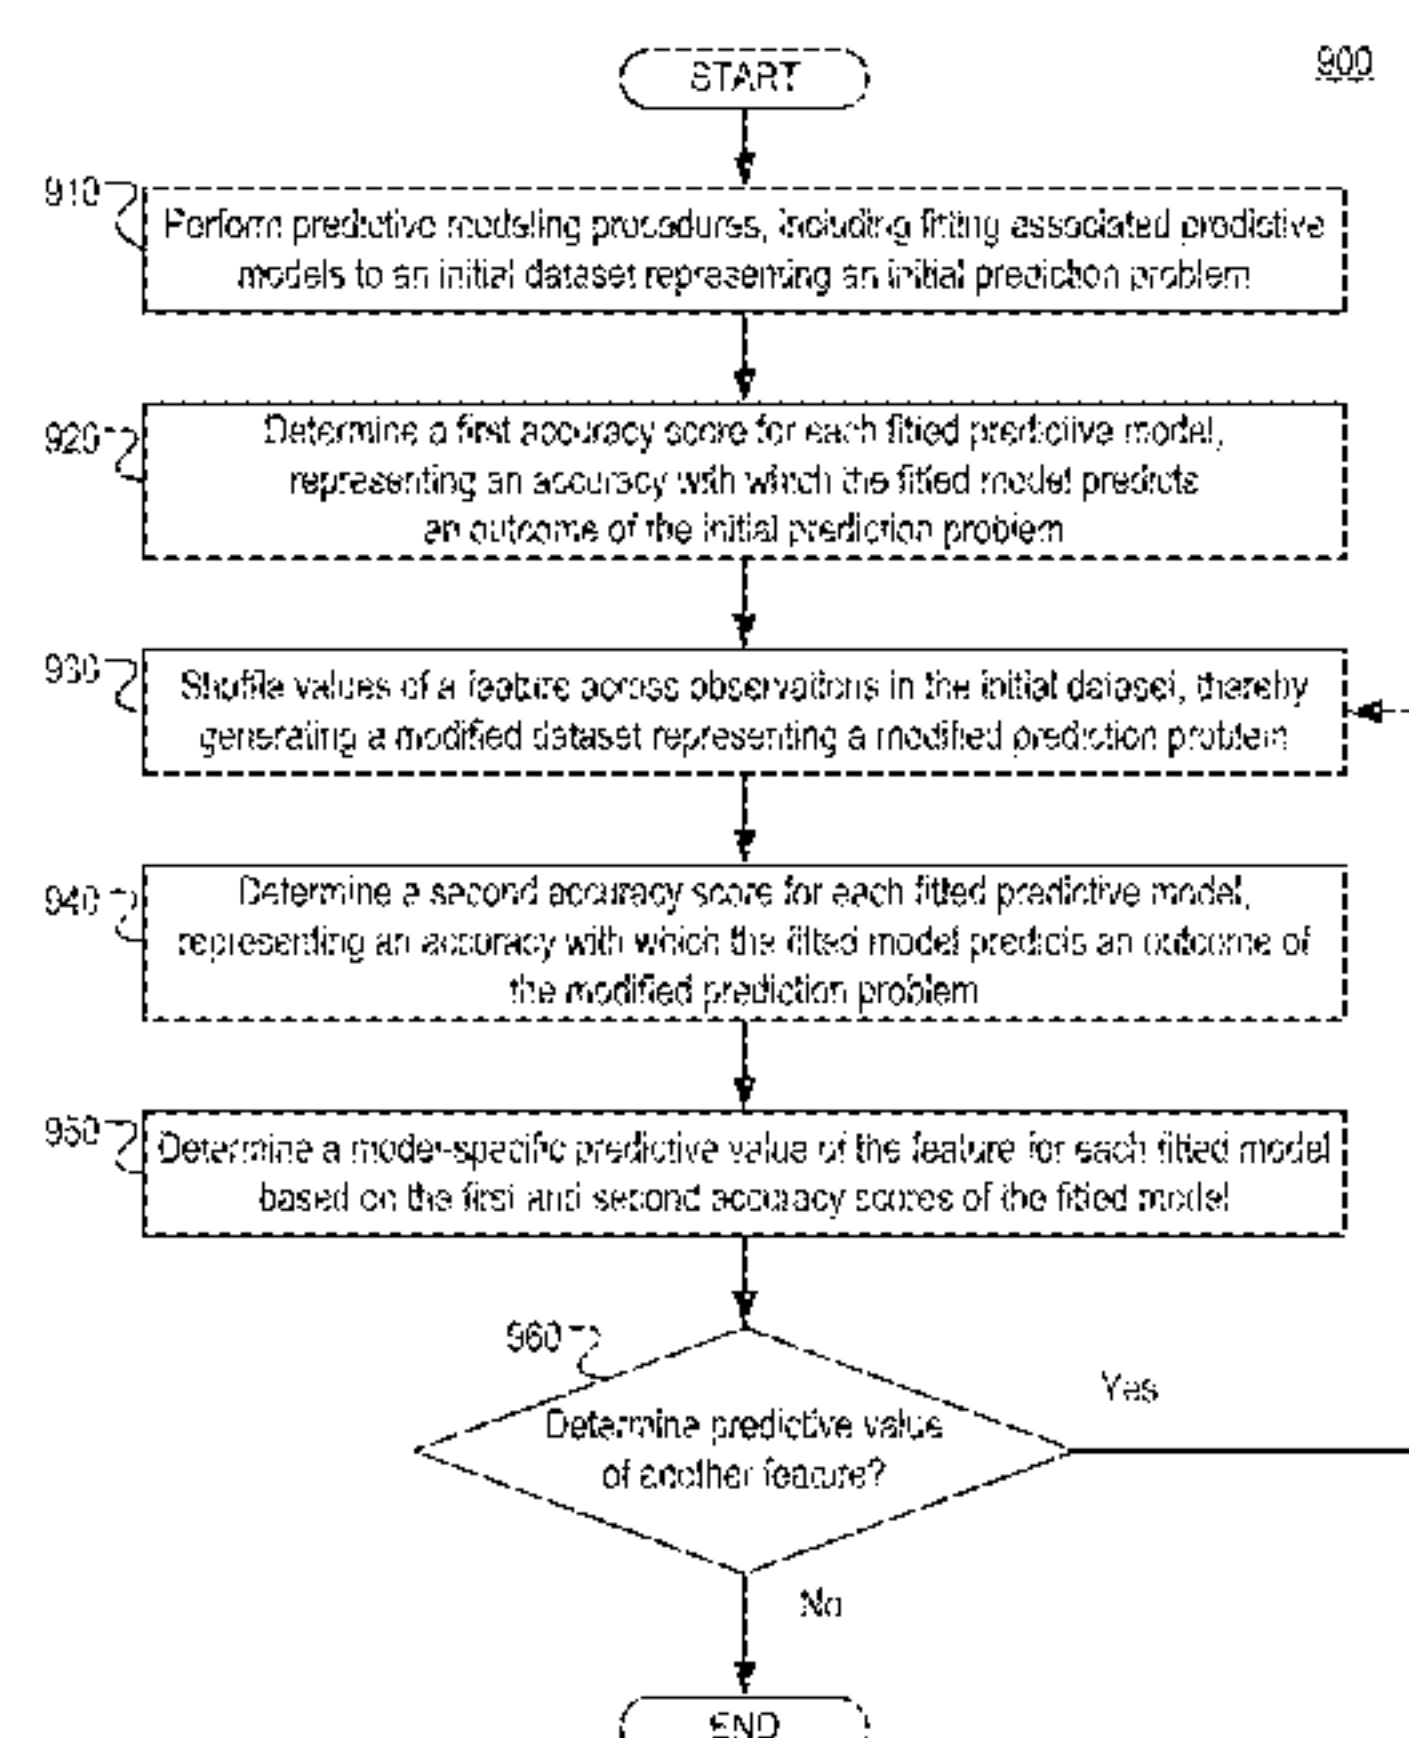 START
900
910
Perform predictive modeling procedures, including fitting associated predictive
models to an initial dataset representing an initial prediction problem
920
Determine a first accuracy score for each fitted predictive model,
representing an accuracy with which the fitted model predicts
an outcome of the initial prediction problem
930
Shuffle values of a feature across observations in the initial dataset, thereby
generating a modified dataset representing a modified prediction problem
940
Determine a second accuracy score for each fitted predictive model,
representing an accuracy with which the fitted model predicts an outcome of
the modified prediction problem
950
Determine a model-specific predictive value of the feature for each fitted model
based on the first and second accuracy scores of the fitted model
960
Determine predictive value
of another feature?
Yes
No
END